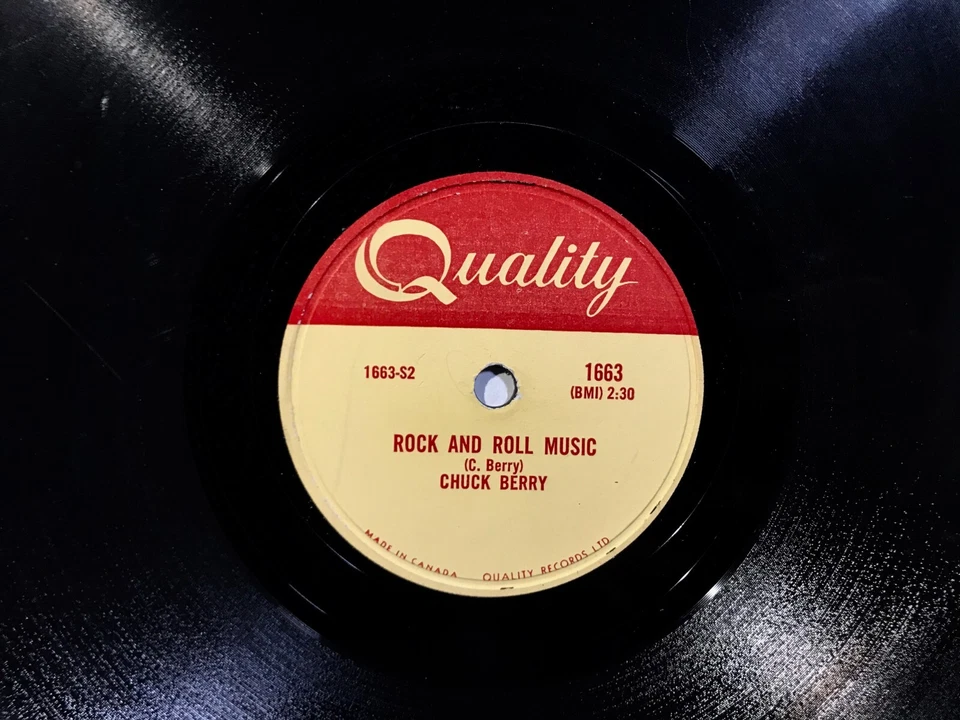 Quality
1663-S2
1663
(BMI) 2:30
ROCK AND ROLL MUSIC
(C. Berry)
CHUCK BERRY
MADE IN CANADA QUALITY RECORDS LTD.